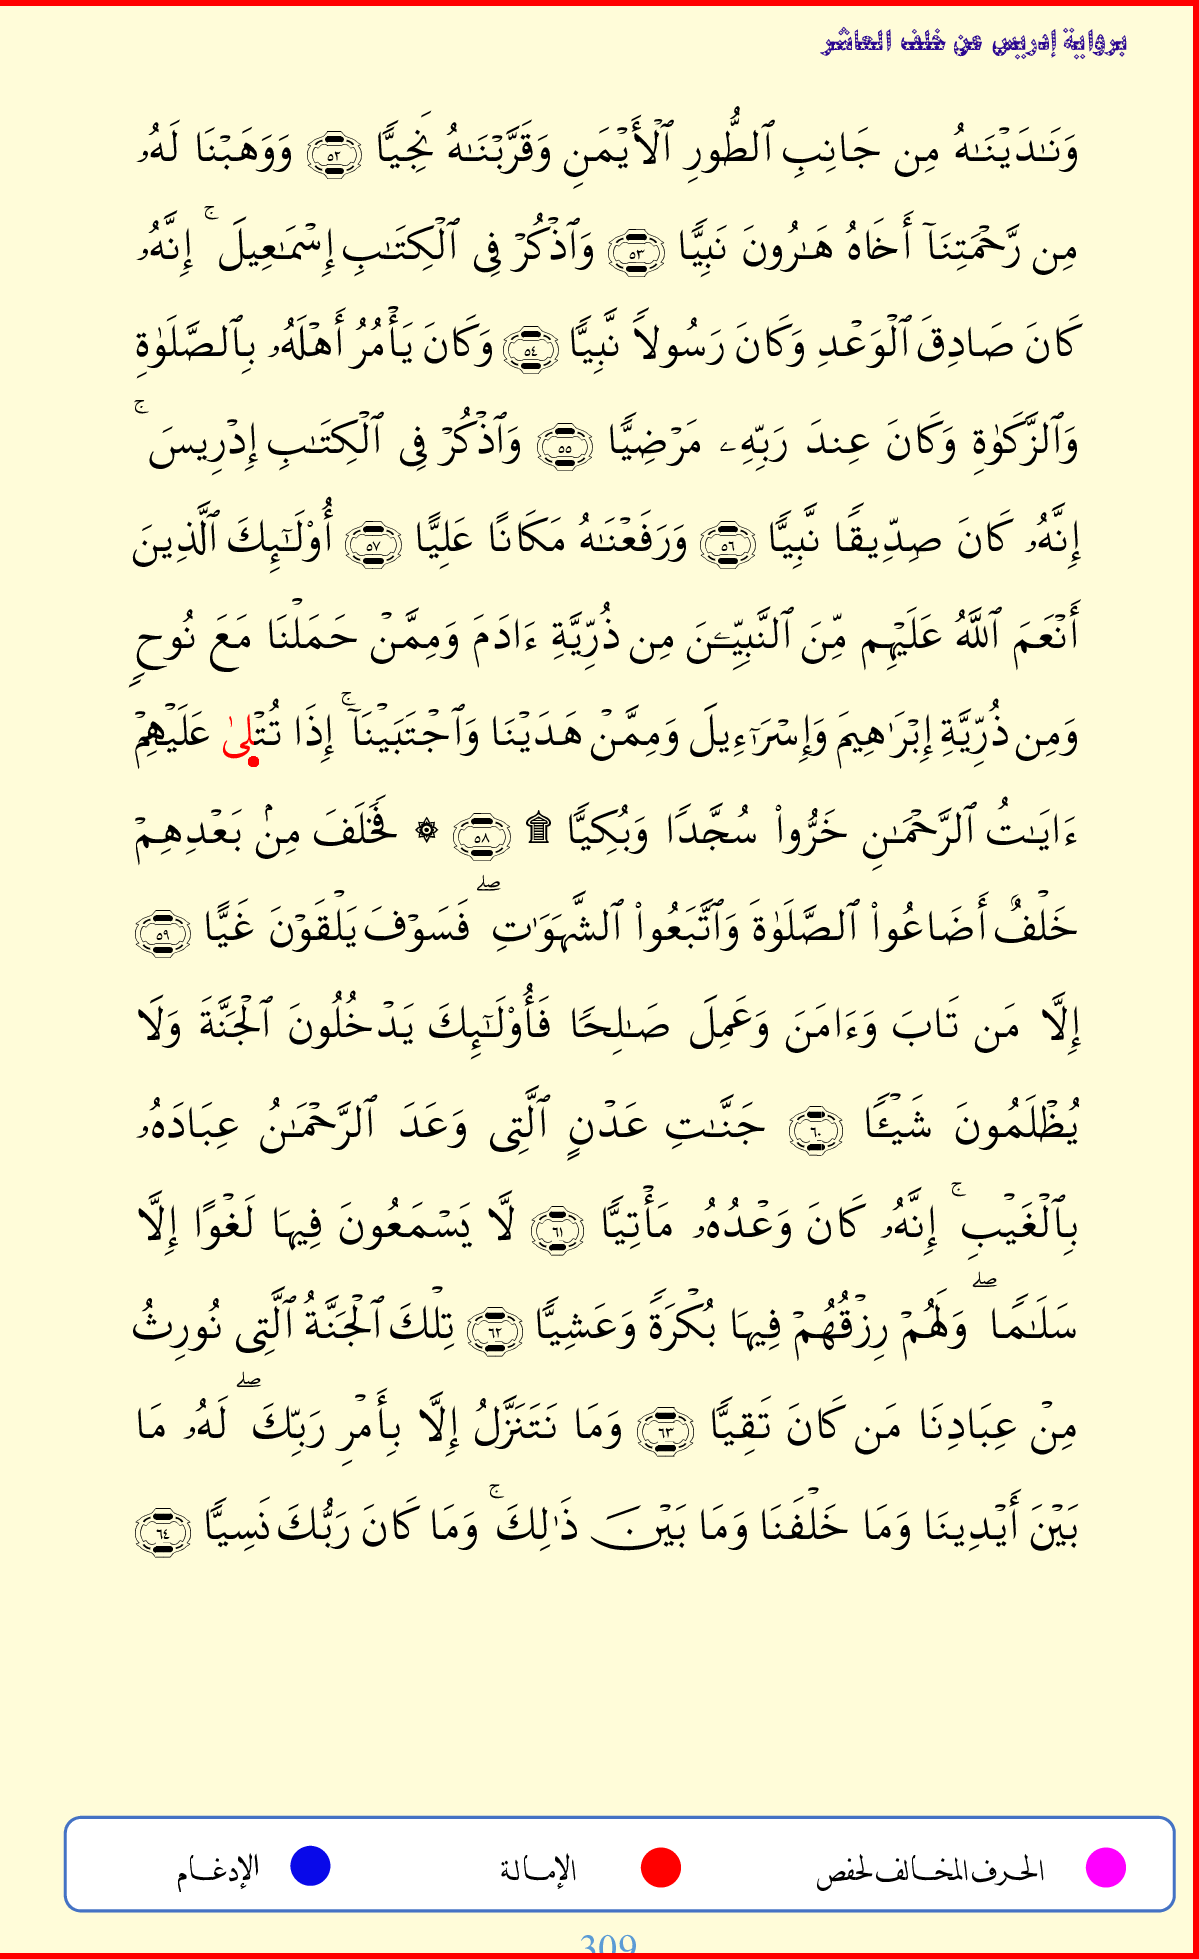 برواية إدريس عن خلف العاشر
وَنَـٰدَيْنَـٰهُ مِن جَانِبِ ٱلطُّورِ ٱلْأَيْمَنِ وَقَرَّبْنَـٰهُ نَجِيًّا ٥٢ وَوَهَبْنَا لَهُۥ
مِن رَّحْمَتِنَآ أَخَاهُ هَـٰرُونَ نَبِيًّا ٥٣ وَٱذْكُرْ فِى ٱلْكِتَـٰبِ إِسْمَـٰعِيلَ ۚ إِنَّهُۥ
كَانَ صَادِقَ ٱلْوَعْدِ وَكَانَ رَسُولًا نَّبِيًّا ٥٤ وَكَانَ يَأْمُرُ أَهْلَهُۥ بِٱلصَّلَوٰةِ
وَٱلزَّكَوٰةِ وَكَانَ عِندَ رَبِّهِۦ مَرْضِيًّا ٥٥ وَٱذْكُرْ فِى ٱلْكِتَـٰبِ إِدْرِيسَ ۚ
إِنَّهُۥ كَانَ صِدِّيقًا نَّبِيًّا ٥٦ وَرَفَعْنَـٰهُ مَكَانًا عَلِيًّا ٥٧ أُو۟لَـٰٓئِكَ ٱلَّذِينَ
أَنْعَمَ ٱللَّهُ عَلَيْهِم مِّنَ ٱلنَّبِيِّـۧنَ مِن ذُرِّيَّةِ ءَادَمَ وَمِمَّنْ حَمَلْنَا مَعَ نُوحٍ
وَمِن ذُرِّيَّةِ إِبْرَٰهِيمَ وَإِسْرَٰٓءِيلَ وَمِمَّنْ هَدَيْنَا وَٱجْتَبَيْنَآ ۚ إِذَا تُتْلَىٰ عَلَيْهِمْ
ءَايَـٰتُ ٱلرَّحْمَـٰنِ خَرُّوا۟ سُجَّدًا وَبُكِيًّا ۩ ٥٨ ۞ فَخَلَفَ مِنۢ بَعْدِهِمْ
خَلْفٌ أَضَاعُوا۟ ٱلصَّلَوٰةَ وَٱتَّبَعُوا۟ ٱلشَّهَوَٰتِ ۖ فَسَوْفَ يَلْقَوْنَ غَيًّا ٥٩
إِلَّا مَن تَابَ وَءَامَنَ وَعَمِلَ صَـٰلِحًا فَأُو۟لَـٰٓئِكَ يَدْخُلُونَ ٱلْجَنَّةَ وَلَا
يُظْلَمُونَ شَيْـًٔا ٦٠ جَنَّـٰتِ عَدْنٍ ٱلَّتِى وَعَدَ ٱلرَّحْمَـٰنُ عِبَادَهُۥ
بِٱلْغَيْبِ ۚ إِنَّهُۥ كَانَ وَعْدُهُۥ مَأْتِيًّا ٦١ لَّا يَسْمَعُونَ فِيهَا لَغْوًا إِلَّا
سَلَـٰمًا ۖ وَلَهُمْ رِزْقُهُمْ فِيهَا بُكْرَةً وَعَشِيًّا ٦٢ تِلْكَ ٱلْجَنَّةُ ٱلَّتِى نُورِثُ
مِنْ عِبَادِنَا مَن كَانَ تَقِيًّا ٦٣ وَمَا نَتَنَزَّلُ إِلَّا بِأَمْرِ رَبِّكَ ۖ لَهُۥ مَا
بَيْنَ أَيْدِينَا وَمَا خَلْفَنَا وَمَا بَيْنَ ذَٰلِكَ ۚ وَمَا كَانَ رَبُّكَ نَسِيًّا ٦٤
الحرف المخالف لحفص الإمالة الإدغام
309